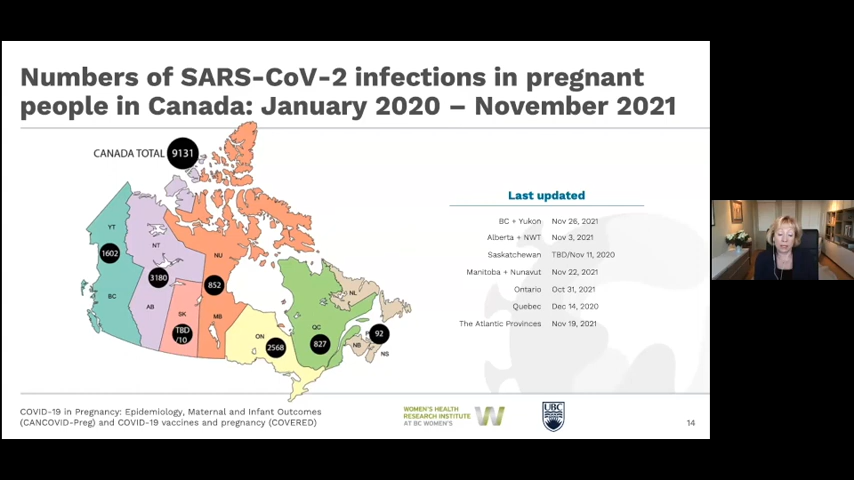 Numbers of SARS-CoV-2 infections in pregnant
people in Canada: January 2020 – November 2021
CANADA TOTAL 9131
YT
1602
BC
NT
3180
AB
NU
852
MB
SK
TBD
/10
ON
2568
QC
827
NL
92
NB
NS
Last updated
BC + Yukon Nov 26, 2021
Alberta + NWT Nov 3, 2021
Saskatchewan TBD/Nov 11, 2020
Manitoba + Nunavut Nov 22, 2021
Ontario Oct 31, 2021
Quebec Dec 14, 2020
The Atlantic Provinces Nov 19, 2021
COVID-19 in Pregnancy: Epidemiology, Maternal and Infant Outcomes
(CANCOVID-Preg) and COVID-19 vaccines and pregnancy (COVERED)
WOMEN'S HEALTH
RESEARCH INSTITUTE
AT BC WOMEN'S
W
UBC
14